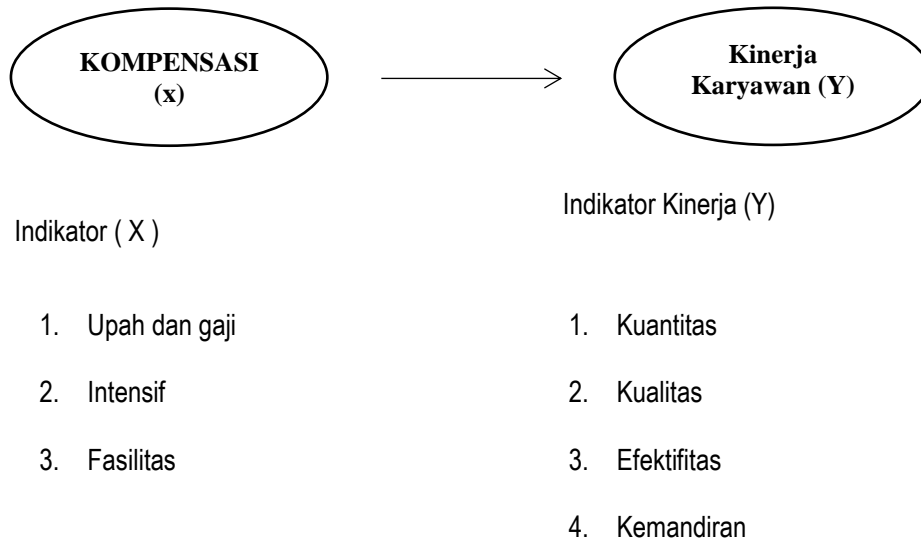 KOMPENSASI
(x)
Kinerja
Karyawan (Y)
Indikator ( X )
1. Upah dan gaji
2. Intensif
3. Fasilitas
Indikator Kinerja (Y)
1. Kuantitas
2. Kualitas
3. Efektifitas
4. Kemandiran